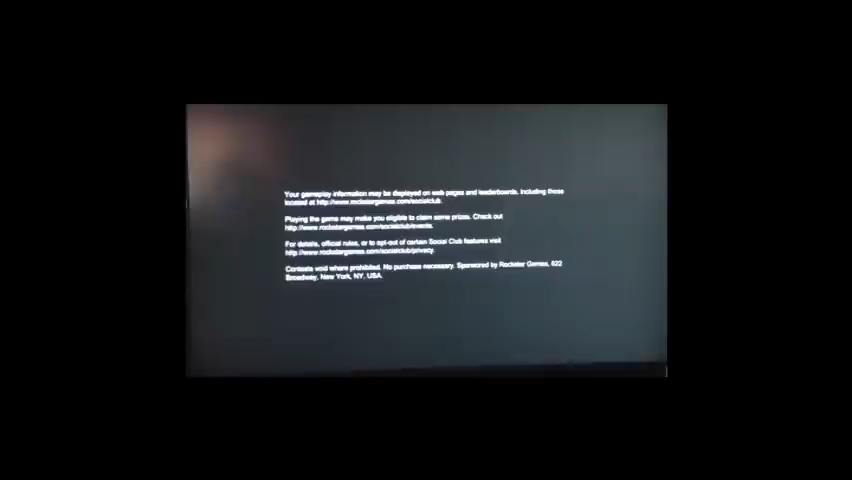 Your gameplay information may be displayed on web pages and leaderboards, including those
located at http://www.rockstargames.com/socialclub.
Playing the game may make you eligible to claim some prizes. Check out
http://www.rockstargames.com/socialclub/events.
For details, official rules, or to opt-out of certain Social Club features visit
http://www.rockstargames.com/socialclub/privacy.
Contests void where prohibited. No purchase necessary. Sponsored by Rockstar Games, 622
Broadway, New York, NY, USA.